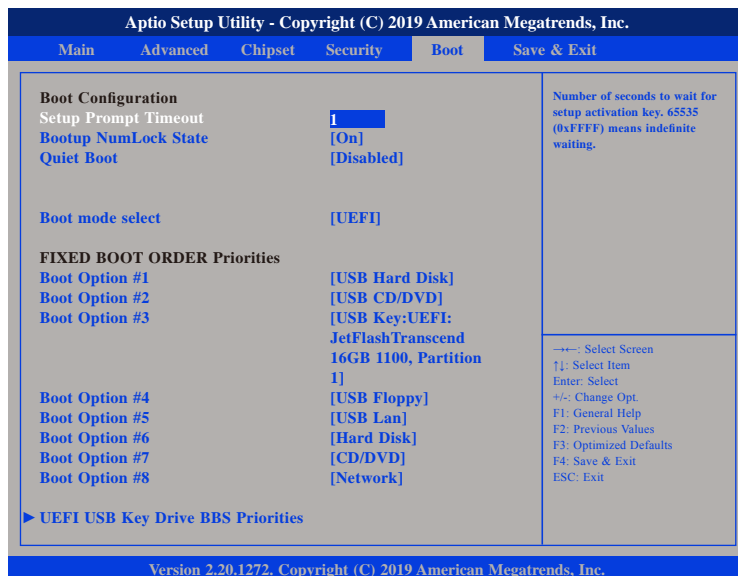 Aptio Setup Utility - Copyright (C) 2019 American Megatrends, Inc.
Main Advanced Chipset Security Boot Save & Exit
Boot Configuration
Setup Prompt Timeout 1
Bootup NumLock State [On]
Quiet Boot [Disabled]
Boot mode select [UEFI]
FIXED BOOT ORDER Priorities
Boot Option #1 [USB Hard Disk]
Boot Option #2 [USB CD/DVD]
Boot Option #3 [USB Key:UEFI:
JetFlashTranscend
16GB 1100, Partition
1]
Boot Option #4 [USB Floppy]
Boot Option #5 [USB Lan]
Boot Option #6 [Hard Disk]
Boot Option #7 [CD/DVD]
Boot Option #8 [Network]
► UEFI USB Key Drive BBS Priorities
Number of seconds to wait for
setup activation key. 65535
(0xFFFF) means indefinite
waiting.
→←: Select Screen
↑↓: Select Item
Enter: Select
+/-: Change Opt.
F1: General Help
F2: Previous Values
F3: Optimized Defaults
F4: Save & Exit
ESC: Exit
Version 2.20.1272. Copyright (C) 2019 American Megatrends, Inc.